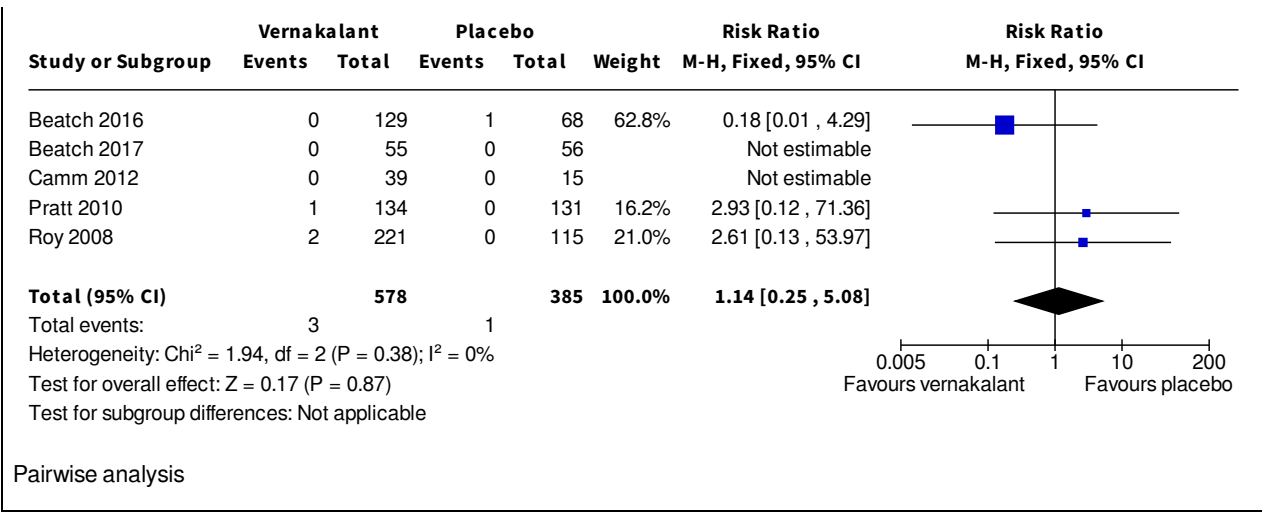 Vernakalant Placebo Risk Ratio Risk Ratio
Study or Subgroup Events Total Events Total Weight M-H, Fixed, 95% CI M-H, Fixed, 95% CI
Beatch 2016 0 129 1 68 62.8% 0.18 [0.01 , 4.29]
Beatch 2017 0 55 0 56 Not estimable
Camm 2012 0 39 0 15 Not estimable
Pratt 2010 1 134 0 131 16.2% 2.93 [0.12 , 71.36]
Roy 2008 2 221 0 115 21.0% 2.61 [0.13 , 53.97]
Total (95% CI) 578 385 100.0% 1.14 [0.25 , 5.08]
Total events: 3 1
Heterogeneity: Chi² = 1.94, df = 2 (P = 0.38); I² = 0%
0.005 0.1 1 10 200
Test for overall effect: Z = 0.17 (P = 0.87)
Favours vernakalant Favours placebo
Test for subgroup differences: Not applicable
Pairwise analysis